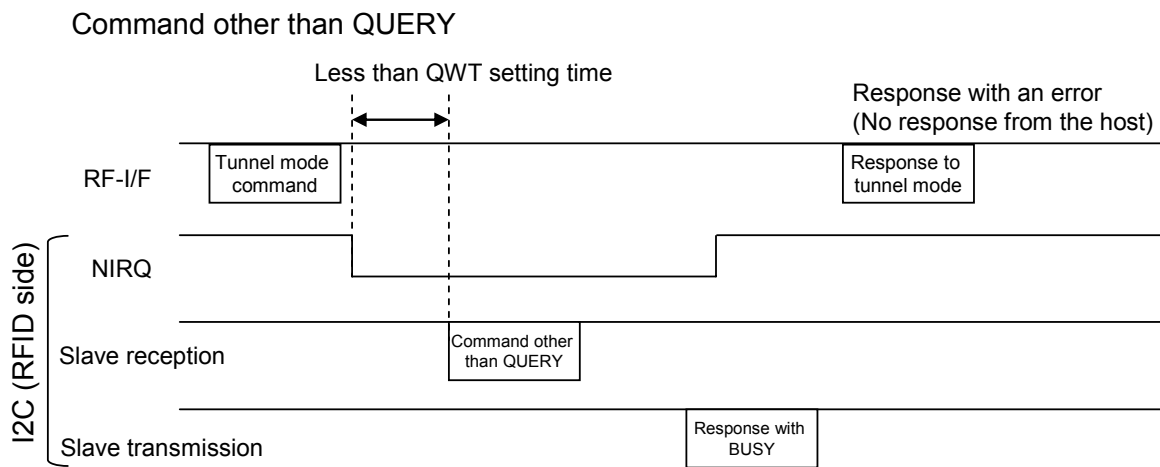 Command other than QUERY
Less than QWT setting time
Response with an error
(No response from the host)
RF-I/F
Tunnel mode
command
Response to
tunnel mode
I2C (RFID side)
NIRQ
Slave reception
Command other
than QUERY
Slave transmission
Response with
BUSY